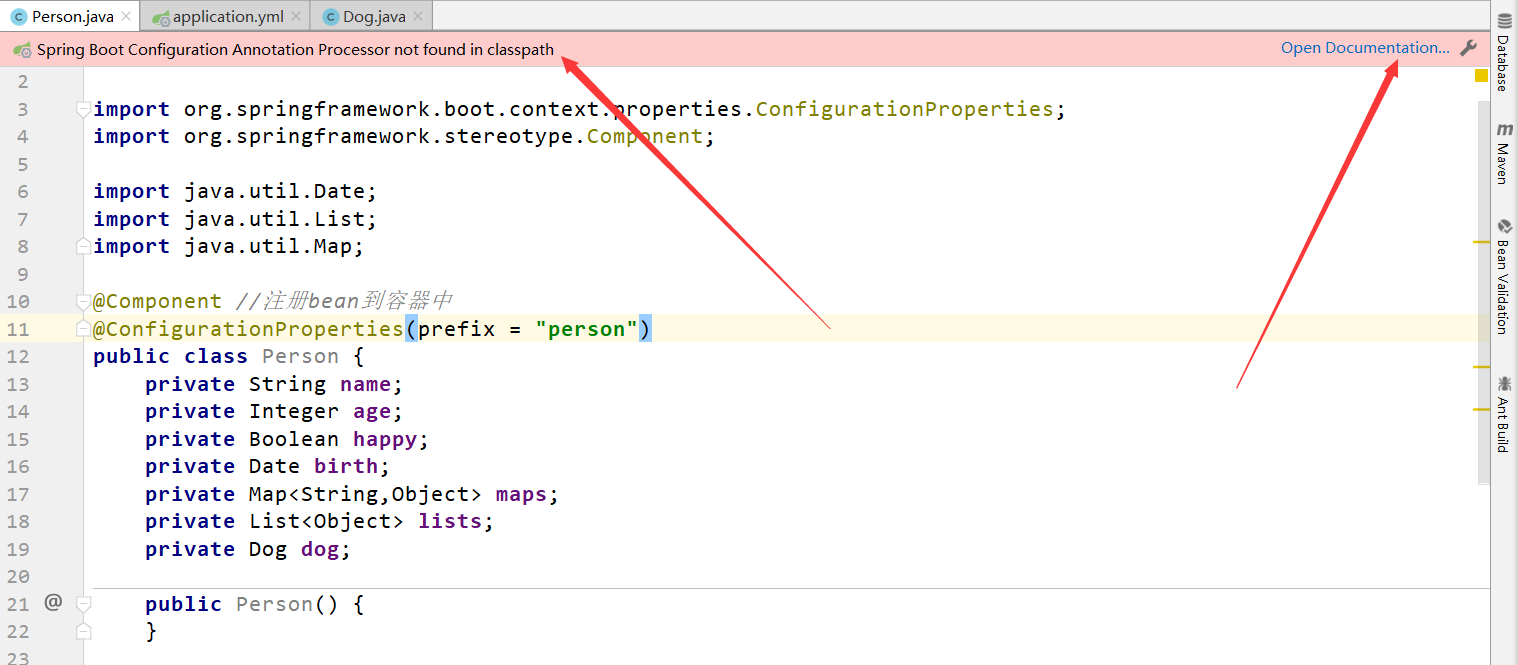 Person.java application.yml Dog.java
Spring Boot Configuration Annotation Processor not found in classpath Open Documentation...
2
3 import org.springframework.boot.context.properties.ConfigurationProperties;
4 import org.springframework.stereotype.Component;
5
6 import java.util.Date;
7 import java.util.List;
8 import java.util.Map;
9
10 @Component //注册bean到容器中
11 @ConfigurationProperties(prefix = "person")
12 public class Person {
13 private String name;
14 private Integer age;
15 private Boolean happy;
16 private Date birth;
17 private Map<String,Object> maps;
18 private List<Object> lists;
19 private Dog dog;
20
21 @ public Person() {
22 }
23
Database
Maven
Bean Validation
Ant Build